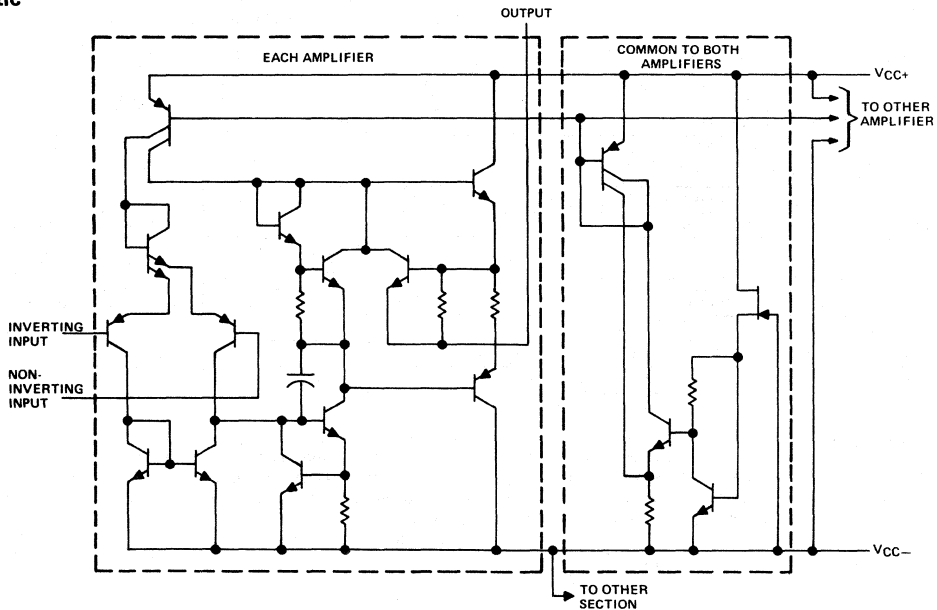 OUTPUT
EACH AMPLIFIER
COMMON TO BOTH
AMPLIFIERS
VCC+
TO OTHER
AMPLIFIER
INVERTING
INPUT
NON-
INVERTING
INPUT
VCC–
TO OTHER
SECTION